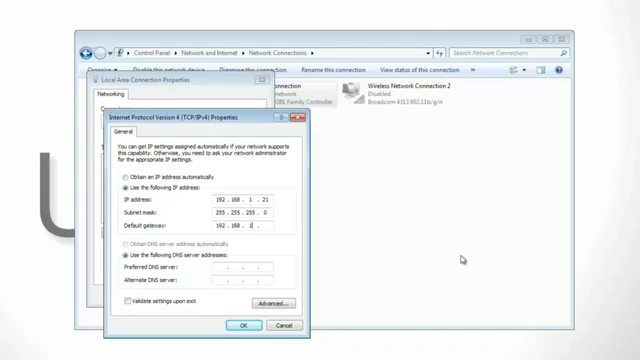 Control Panel ▸ Network and Internet ▸ Network Connections ▸
Search Network Connections
Organize
Disable this network device
Diagnose this connection
Rename this connection
View status of this connection
»
Local Area Connection Properties
Networking
Connection
network
GBE Family Controller
Wireless Network Connection 2
Disabled
Broadcom 4313 802.11b/g/n
Internet Protocol Version 4 (TCP/IPv4) Properties
General
You can get IP settings assigned automatically if your network supports
this capability. Otherwise, you need to ask your network administrator
for the appropriate IP settings.
Obtain an IP address automatically
Use the following IP address:
IP address: 192 . 168 . 1 . 21
Subnet mask: 255 . 255 . 255 . 0
Default gateway: 192 . 168 . 1 .
Obtain DNS server address automatically
Use the following DNS server addresses:
Preferred DNS server: . . .
Alternate DNS server: . . .
Validate settings upon exit
Advanced...
OK
Cancel